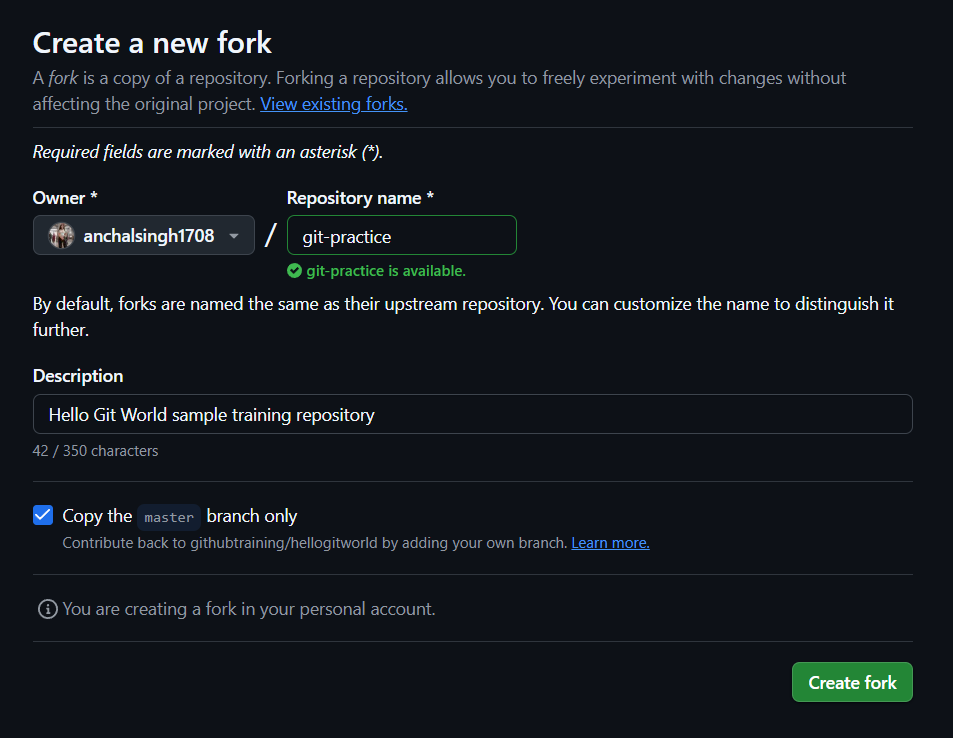 Create a new fork
A fork is a copy of a repository. Forking a repository allows you to freely experiment with changes without
affecting the original project. View existing forks.
Required fields are marked with an asterisk (*).
Owner *
Repository name *
anchalsingh1708 / git-practice
git-practice is available.
By default, forks are named the same as their upstream repository. You can customize the name to distinguish it
further.
Description
Hello Git World sample training repository
42 / 350 characters
Copy the master branch only
Contribute back to githubtraining/hellogitworld by adding your own branch. Learn more.
You are creating a fork in your personal account.
Create fork